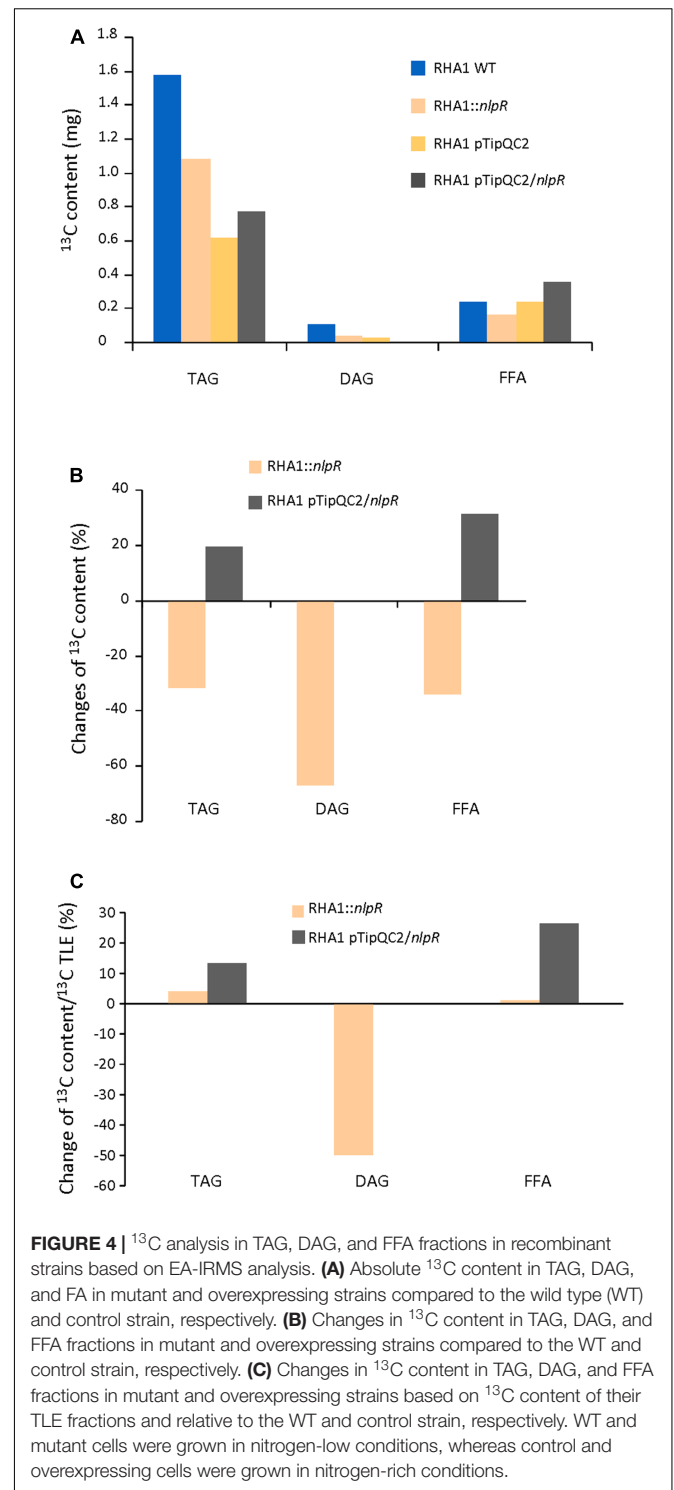 A
1.8
1.6
1.4
1.2
1.0
0.8
0.6
0.4
0.2
0
¹³C content (mg)
RHA1 WT
RHA1::nlpR
RHA1 pTipQC2
RHA1 pTipQC2/nlpR
TAG DAG FFA
B
RHA1::nlpR
RHA1 pTipQC2/nlpR
40
20
0
-20
-40
-60
-80
Changes of ¹³C content (%)
TAG DAG FFA
C
RHA1::nlpR
RHA1 pTipQC2/nlpR
30
20
10
0
-10
-20
-30
-40
-50
-60
Change of ¹³C content/¹³C TLE (%)
TAG DAG FFA
FIGURE 4 | ¹³C analysis in TAG, DAG, and FFA fractions in recombinant
strains based on EA-IRMS analysis. (A) Absolute ¹³C content in TAG, DAG,
and FA in mutant and overexpressing strains compared to the wild type (WT)
and control strain, respectively. (B) Changes in ¹³C content in TAG, DAG, and
FFA fractions in mutant and overexpressing strains compared to the WT and
control strain, respectively. (C) Changes in ¹³C content in TAG, DAG, and FFA
fractions in mutant and overexpressing strains based on ¹³C content of their
TLE fractions and relative to the WT and control strain, respectively. WT and
mutant cells were grown in nitrogen-low conditions, whereas control and
overexpressing cells were grown in nitrogen-rich conditions.